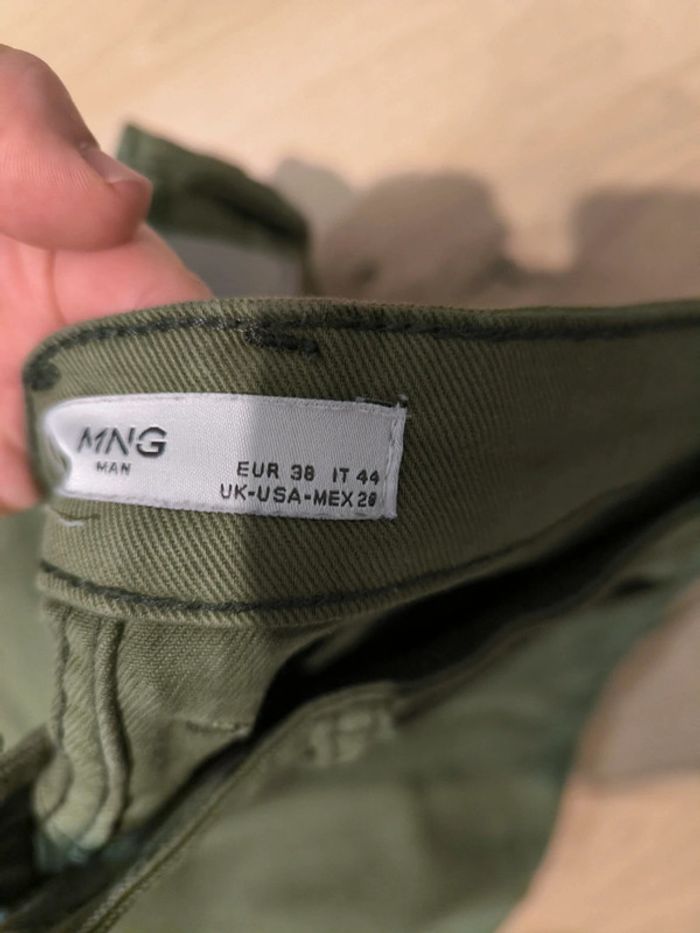 MNG
MAN
EUR 38 IT 44
UK-USA-MEX 28